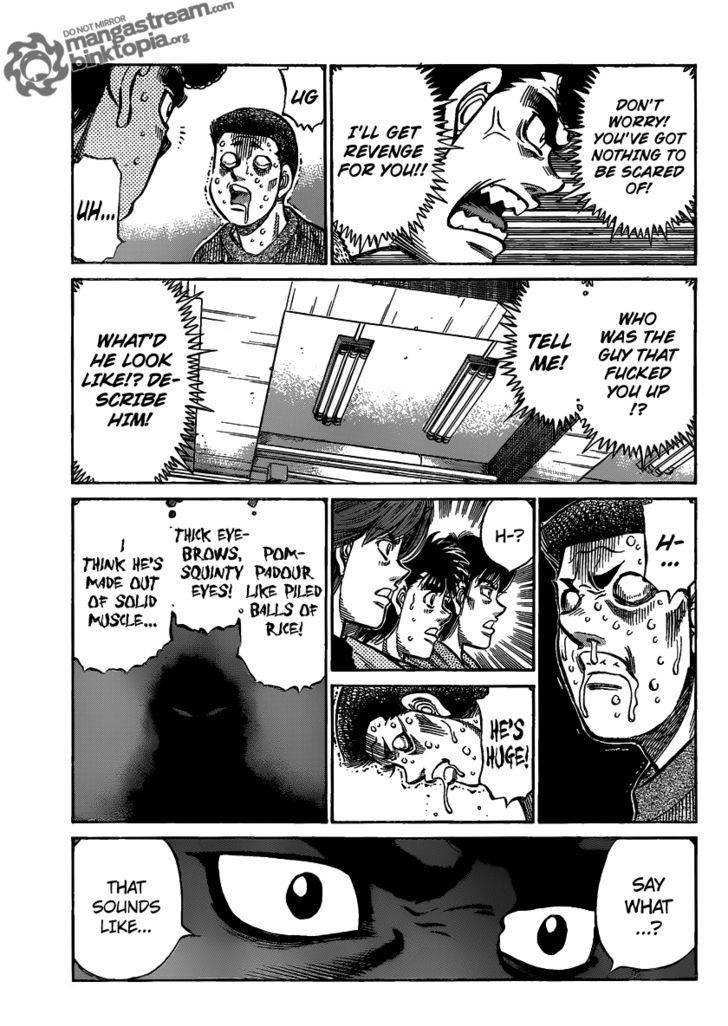 DO NOT MIRROR
mangastream.com
binktopia.org
DON'T
WORRY!
YOU'VE GOT
NOTHING TO
BE SCARED
OF!
I'LL GET
REVENGE
FOR YOU!!
UG
UH...
WHO
WAS THE
GUY THAT
FUCKED
YOU UP
!?
TELL
ME!
WHAT'D
HE LOOK
LIKE!? DE-
SCRIBE
HIM!
H-
...
H-?
HE'S
HUGE!
POM-
PADOUR
LIKE PILED
BALLS OF
RICE!
THICK EYE-
BROWS,
SQUINTY
EYES!
I
THINK HE'S
MADE OUT
OF SOLID
MUSCLE...
SAY
WHAT
...?
THAT
SOUNDS
LIKE...